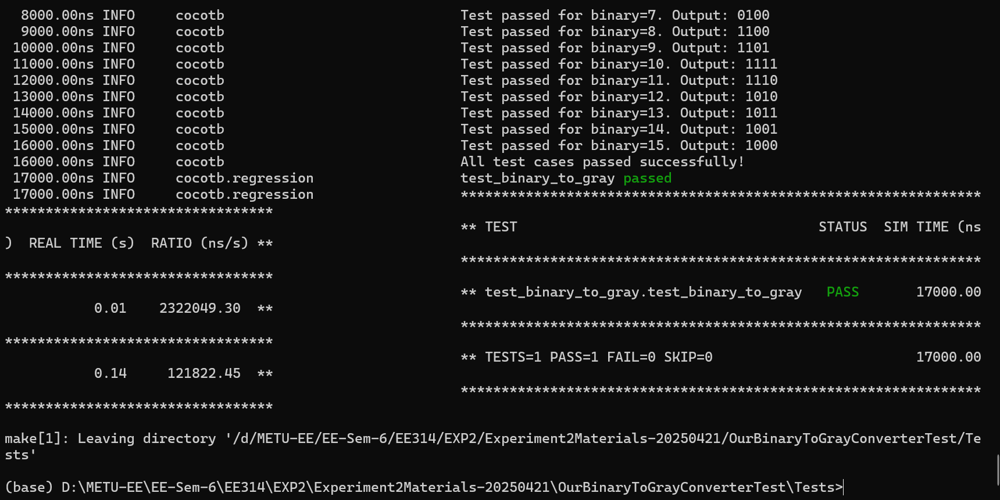 8000.00ns INFO     cocotb                             Test passed for binary=7. Output: 0100
9000.00ns INFO     cocotb                             Test passed for binary=8. Output: 1100
10000.00ns INFO     cocotb                             Test passed for binary=9. Output: 1101
11000.00ns INFO     cocotb                             Test passed for binary=10. Output: 1111
12000.00ns INFO     cocotb                             Test passed for binary=11. Output: 1110
13000.00ns INFO     cocotb                             Test passed for binary=12. Output: 1010
14000.00ns INFO     cocotb                             Test passed for binary=13. Output: 1011
15000.00ns INFO     cocotb                             Test passed for binary=14. Output: 1001
16000.00ns INFO     cocotb                             Test passed for binary=15. Output: 1000
16000.00ns INFO     cocotb                             All test cases passed successfully!
17000.00ns INFO     cocotb.regression                  test_binary_to_gray passed
17000.00ns INFO     cocotb.regression                  ****************************************************************
*********************************
** TEST                                     STATUS  SIM TIME (ns
)  REAL TIME (s)  RATIO (ns/s) **
****************************************************************
*********************************
** test_binary_to_gray.test_binary_to_gray   PASS       17000.00
0.01    2322049.30  **
****************************************************************
*********************************
** TESTS=1 PASS=1 FAIL=0 SKIP=0                         17000.00
0.14     121822.45  **
****************************************************************
*********************************
make[1]: Leaving directory '/d/METU-EE/EE-Sem-6/EE314/EXP2/Experiment2Materials-20250421/OurBinaryToGrayConverterTest/Te
sts'
(base) D:\METU-EE\EE-Sem-6\EE314\EXP2\Experiment2Materials-20250421\OurBinaryToGrayConverterTest\Tests>